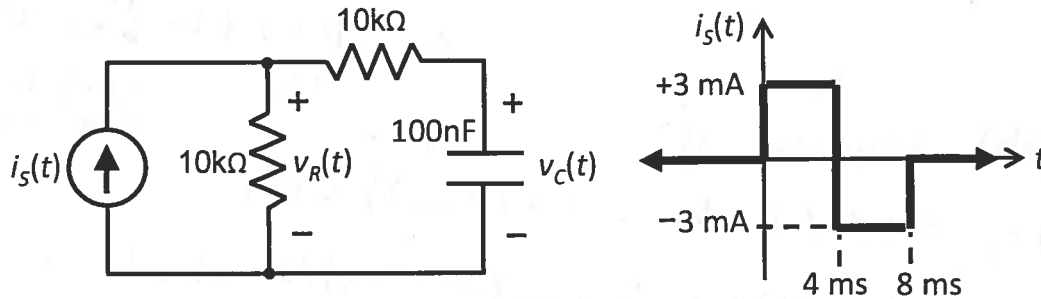 10kΩ
i_S(t)
10kΩ
+
v_R(t)
−
100nF
+
v_C(t)
−
i_S(t)
+3 mA
t
−3 mA
4 ms
8 ms